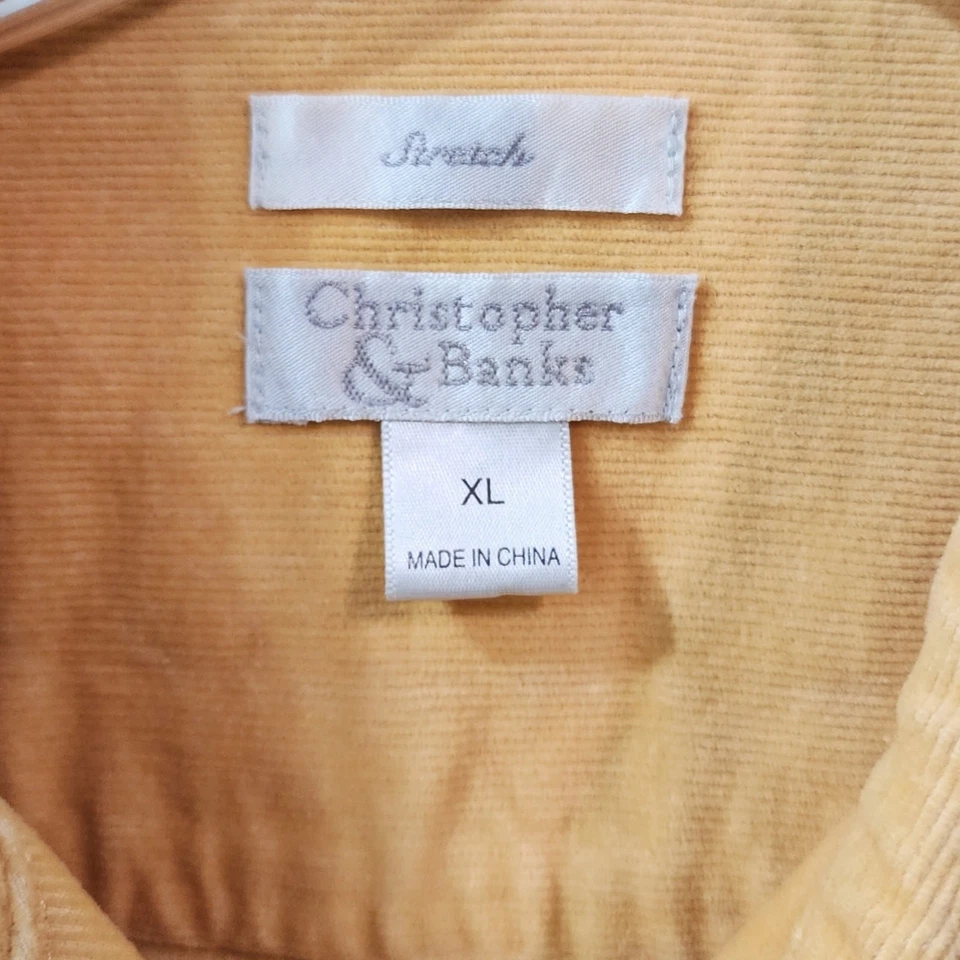 Stretch
Christopher
& Banks
XL
MADE IN CHINA